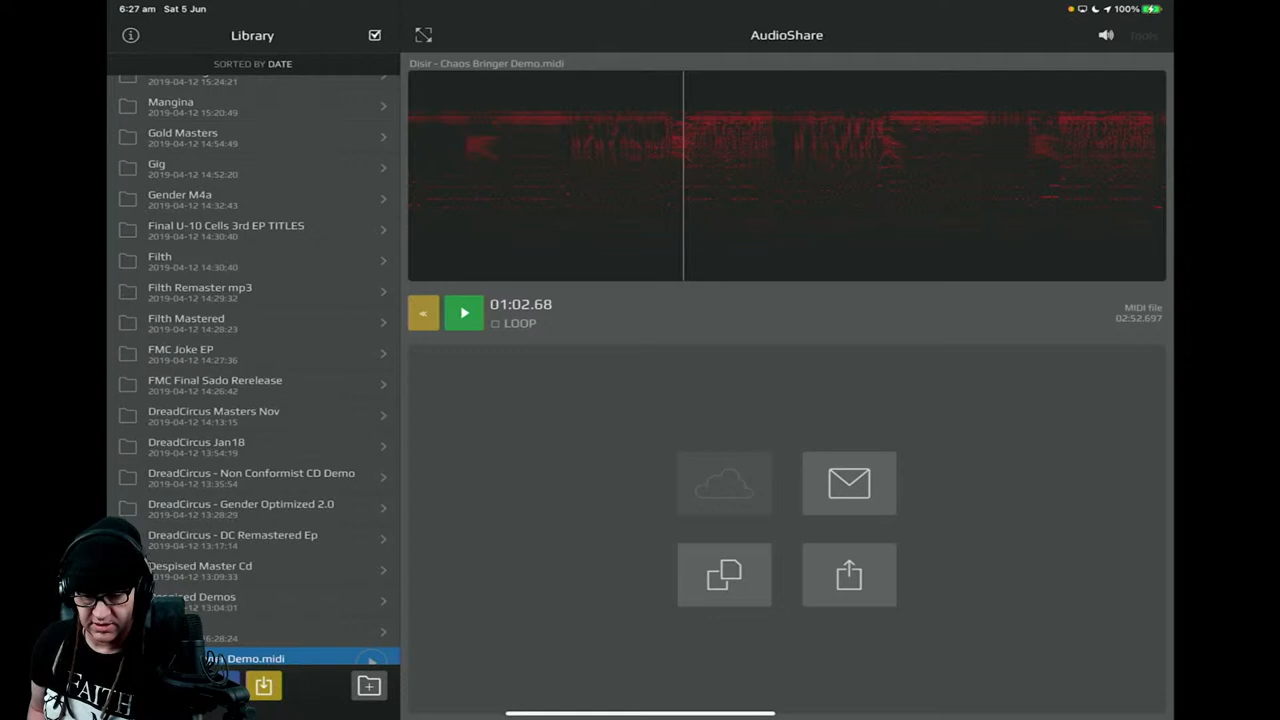 6:27 am Sat 5 Jun
100%
Library
SORTED BY DATE
2019-04-12 15:24:21
Mangina
2019-04-12 15:20:49
Gold Masters
2019-04-12 14:54:49
Gig
2019-04-12 14:52:20
Gender M4a
2019-04-12 14:32:43
Final U-10 Cells 3rd EP TITLES
2019-04-12 14:30:40
Filth
2019-04-12 14:30:40
Filth Remaster mp3
2019-04-12 14:29:32
Filth Mastered
2019-04-12 14:28:23
FMC Joke EP
2019-04-12 14:27:36
FMC Final Sado Rerelease
2019-04-12 14:26:42
DreadCircus Masters Nov
2019-04-12 14:13:15
DreadCircus Jan18
2019-04-12 13:54:19
DreadCircus - Non Conformist CD Demo
2019-04-12 13:35:54
DreadCircus - Gender Optimized 2.0
2019-04-12 13:28:29
DreadCircus - DC Remastered Ep
2019-04-12 13:17:14
Despised Master Cd
2019-04-12 13:09:33
Demos
2019-04-12 13:04:01
16:28:24
Demo.midi
AudioShare
Tools
Disir - Chaos Bringer Demo.midi
01:02.68
LOOP
MIDI file
02:52.697
FAITH